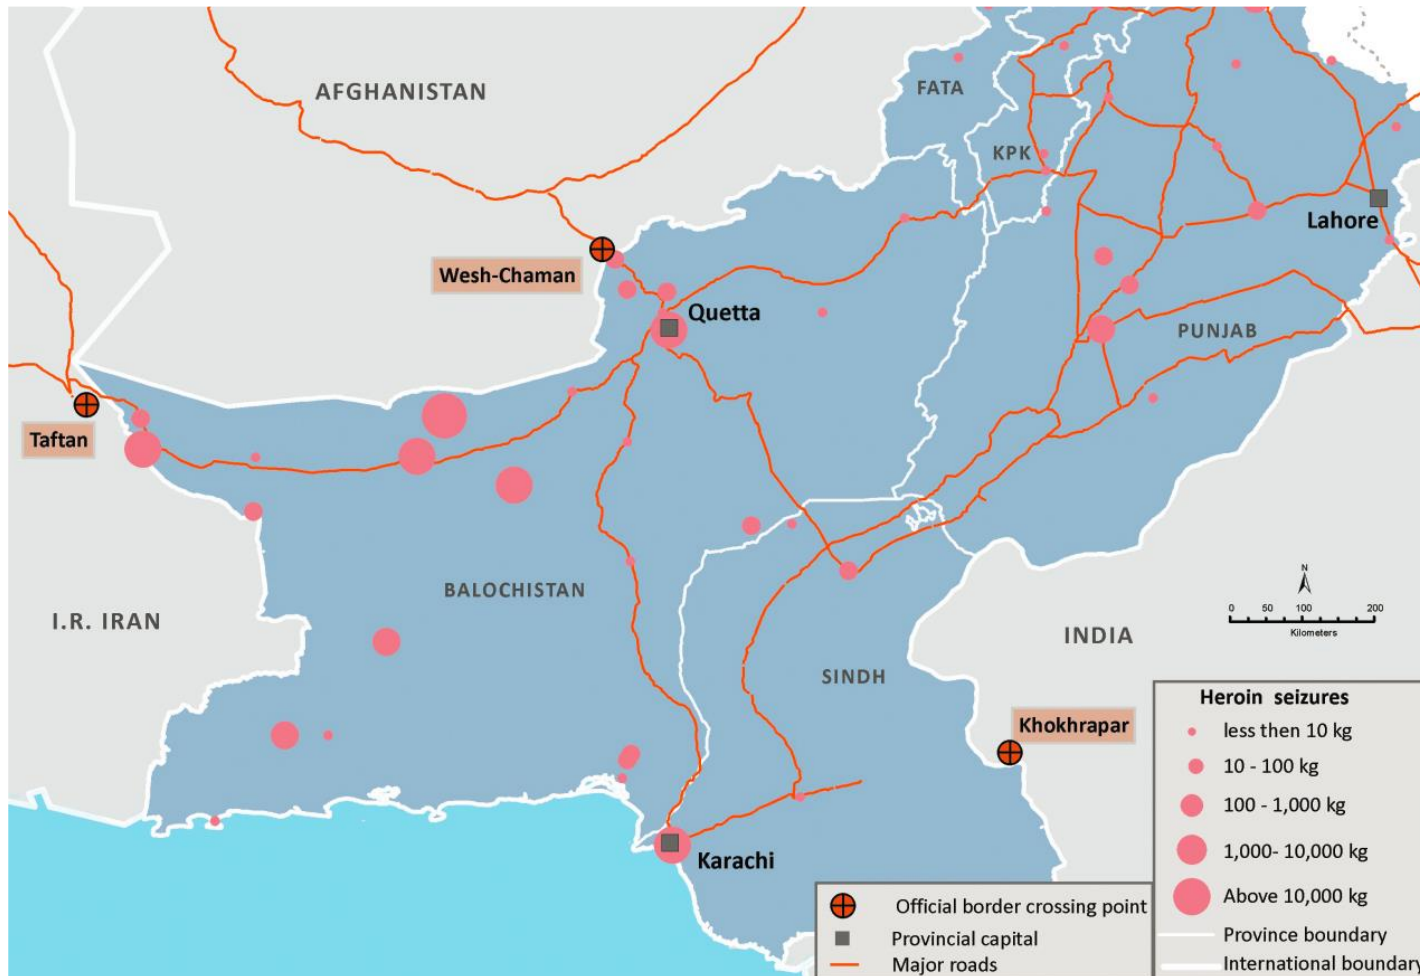 AFGHANISTAN
FATA
KPK
Lahore
Wesh-Chaman
Quetta
PUNJAB
Taftan
BALOCHISTAN
I.R. IRAN
INDIA
N
0 50 100 200
Kilometers
SINDH
Khokhrapar
Karachi
Heroin seizures
less then 10 kg
10 - 100 kg
100 - 1,000 kg
1,000- 10,000 kg
Above 10,000 kg
Province boundary
International boundary
Official border crossing point
Provincial capital
Major roads